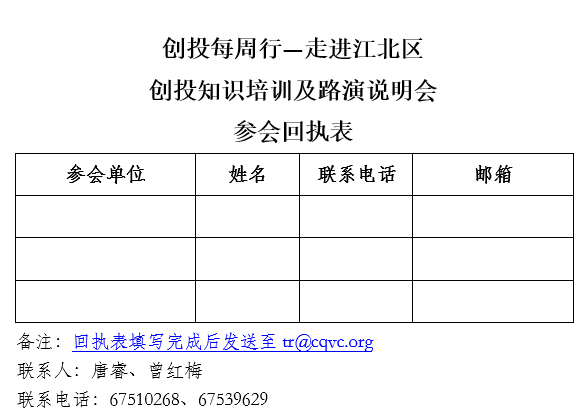 创投每周行—走进江北区
创投知识培训及路演说明会
参会回执表
参会单位 姓名 联系电话 邮箱
备注：回执表填写完成后发送至 tr@cqvc.org
联系人：唐睿、曾红梅
联系电话：67510268、67539629